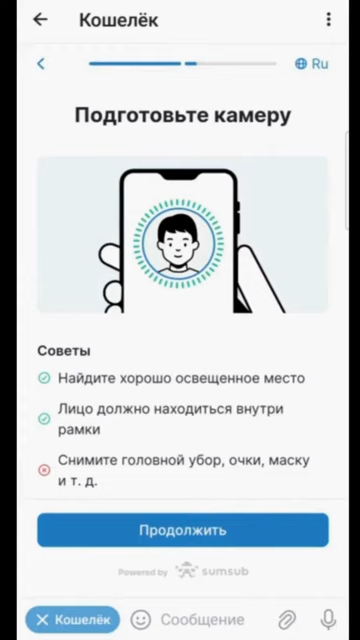 Кошелёк
Ru
Подготовьте камеру
Советы
Найдите хорошо освещенное место
Лицо должно находиться внутри
рамки
Снимите головной убор, очки, маску
и т. д.
Продолжить
Powered by sumsub
Кошелёк
Сообщение